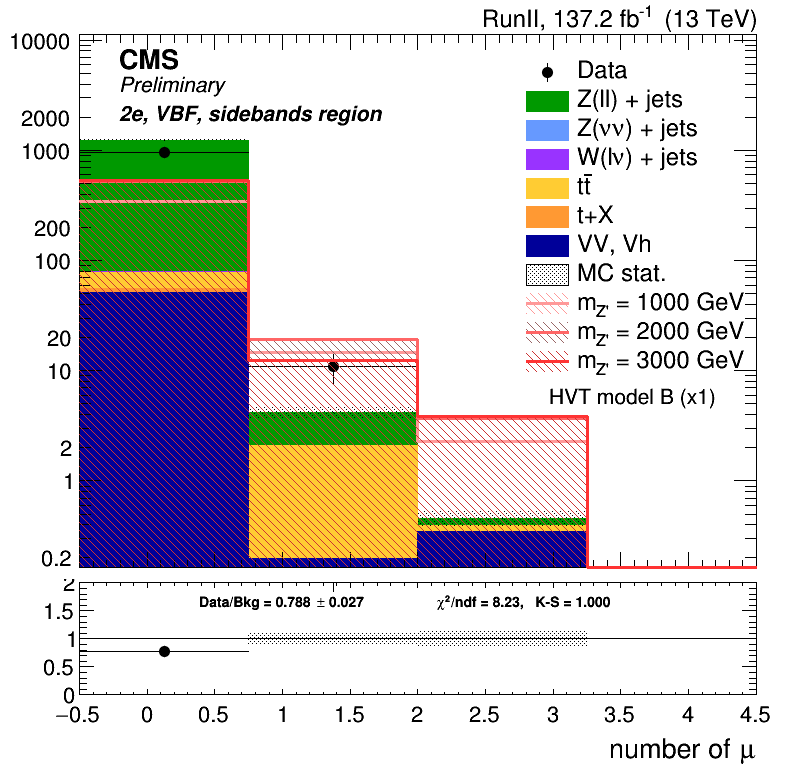 RunII, 137.2 fb⁻¹ (13 TeV)
CMS
Preliminary
2e, VBF, sidebands region
Data
Z(ll) + jets
Z(νν) + jets
W(lν) + jets
tt̄
t+X
VV, Vh
MC stat.
m_Z' = 1000 GeV
m_Z' = 2000 GeV
m_Z' = 3000 GeV
HVT model B (x1)
10000
2000
1000
200
100
20
10
2
1
0.2
Data/Bkg = 0.788 ± 0.027
χ²/ndf = 8.23, K-S = 1.000
2
1.5
1
0.5
0
−0.5 0 0.5 1 1.5 2 2.5 3 3.5 4 4.5
number of μ